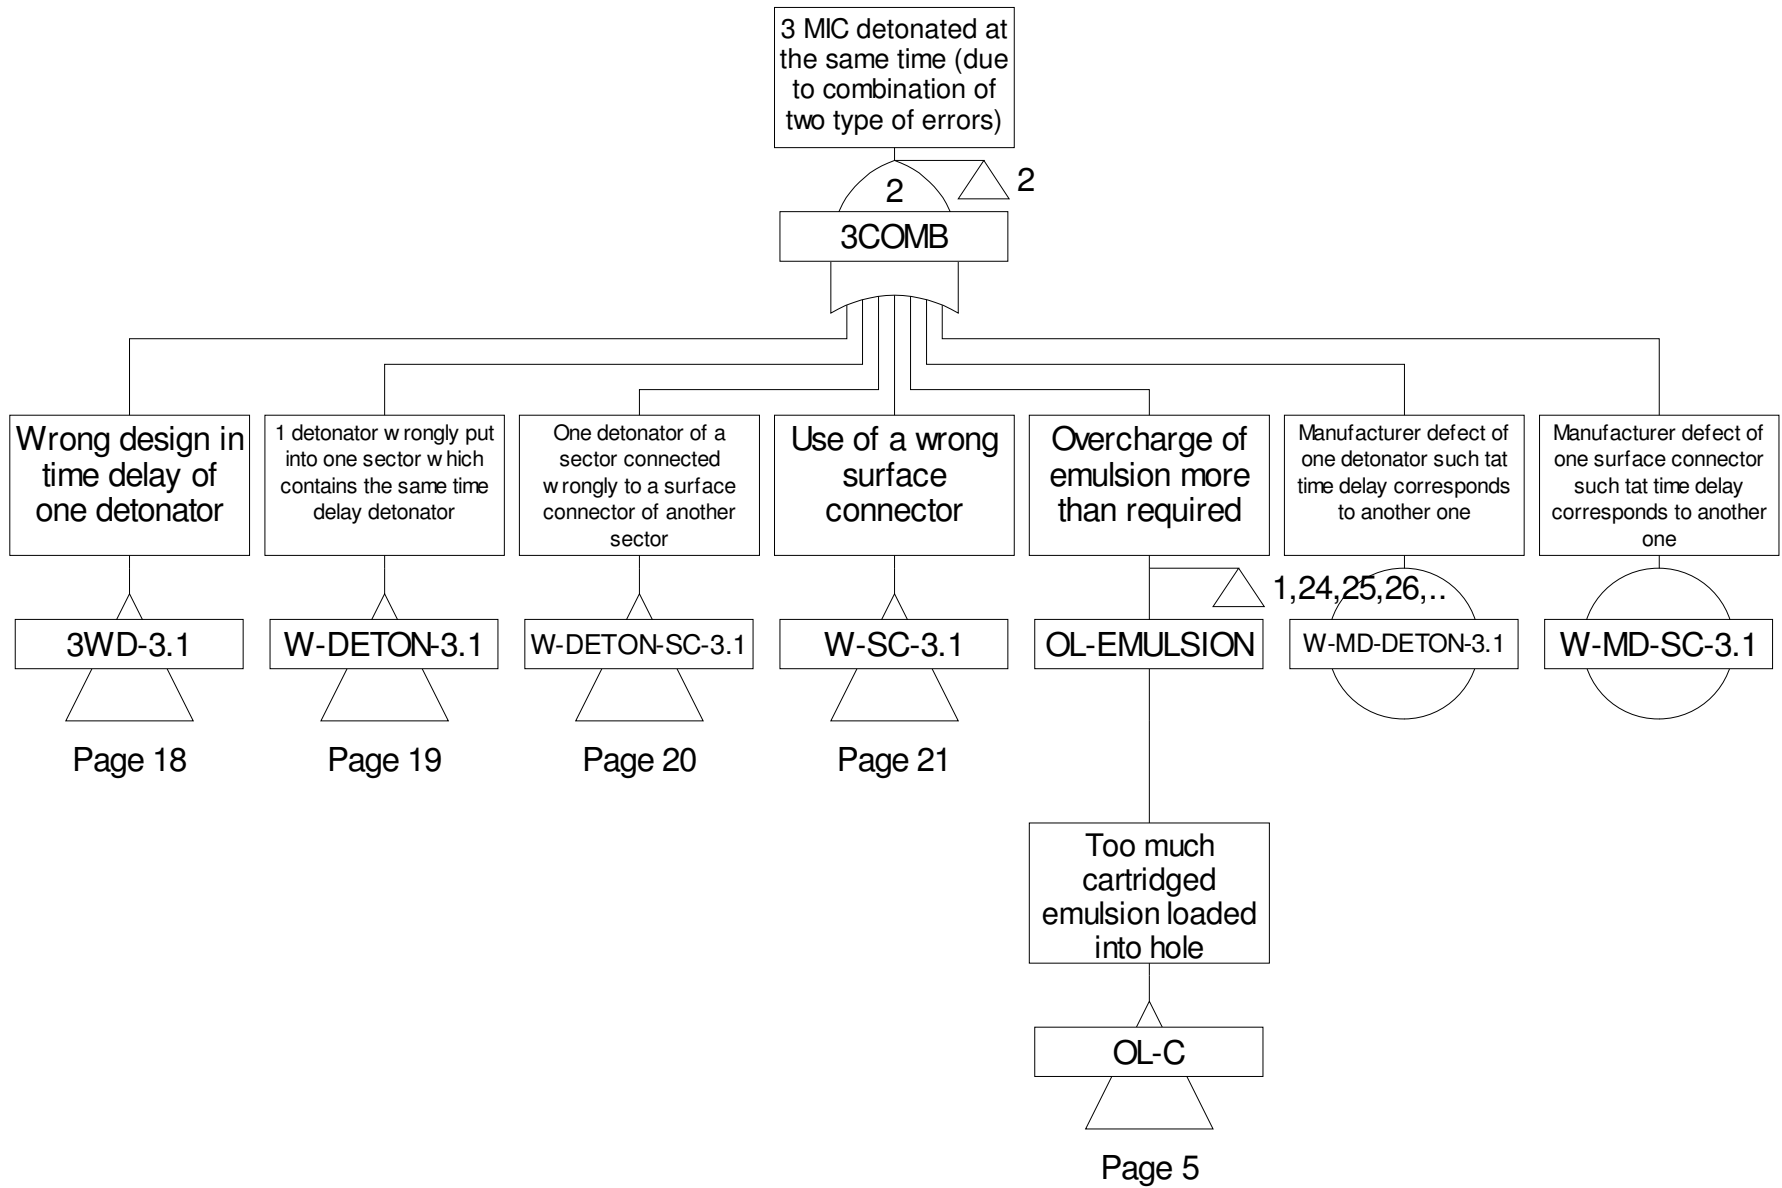 3 MIC detonated at
the same time (due
to combination of
two type of errors)
2
2
3COMB
Wrong design in
time delay of
one detonator
1 detonator wrongly put
into one sector which
contains the same time
delay detonator
One detonator of a
sector connected
wrongly to a surface
connector of another
sector
Use of a wrong
surface
connector
Overcharge of
emulsion more
than required
Manufacturer defect of
one detonator such tat
time delay corresponds
to another one
Manufacturer defect of
one surface connector
such tat time delay
corresponds to another
one
1,24,25,26,..
3WD-3.1
W-DETON-3.1
W-DETON-SC-3.1
W-SC-3.1
OL-EMULSION
W-MD-DETON-3.1
W-MD-SC-3.1
Page 18
Page 19
Page 20
Page 21
Too much
cartridged
emulsion loaded
into hole
OL-C
Page 5